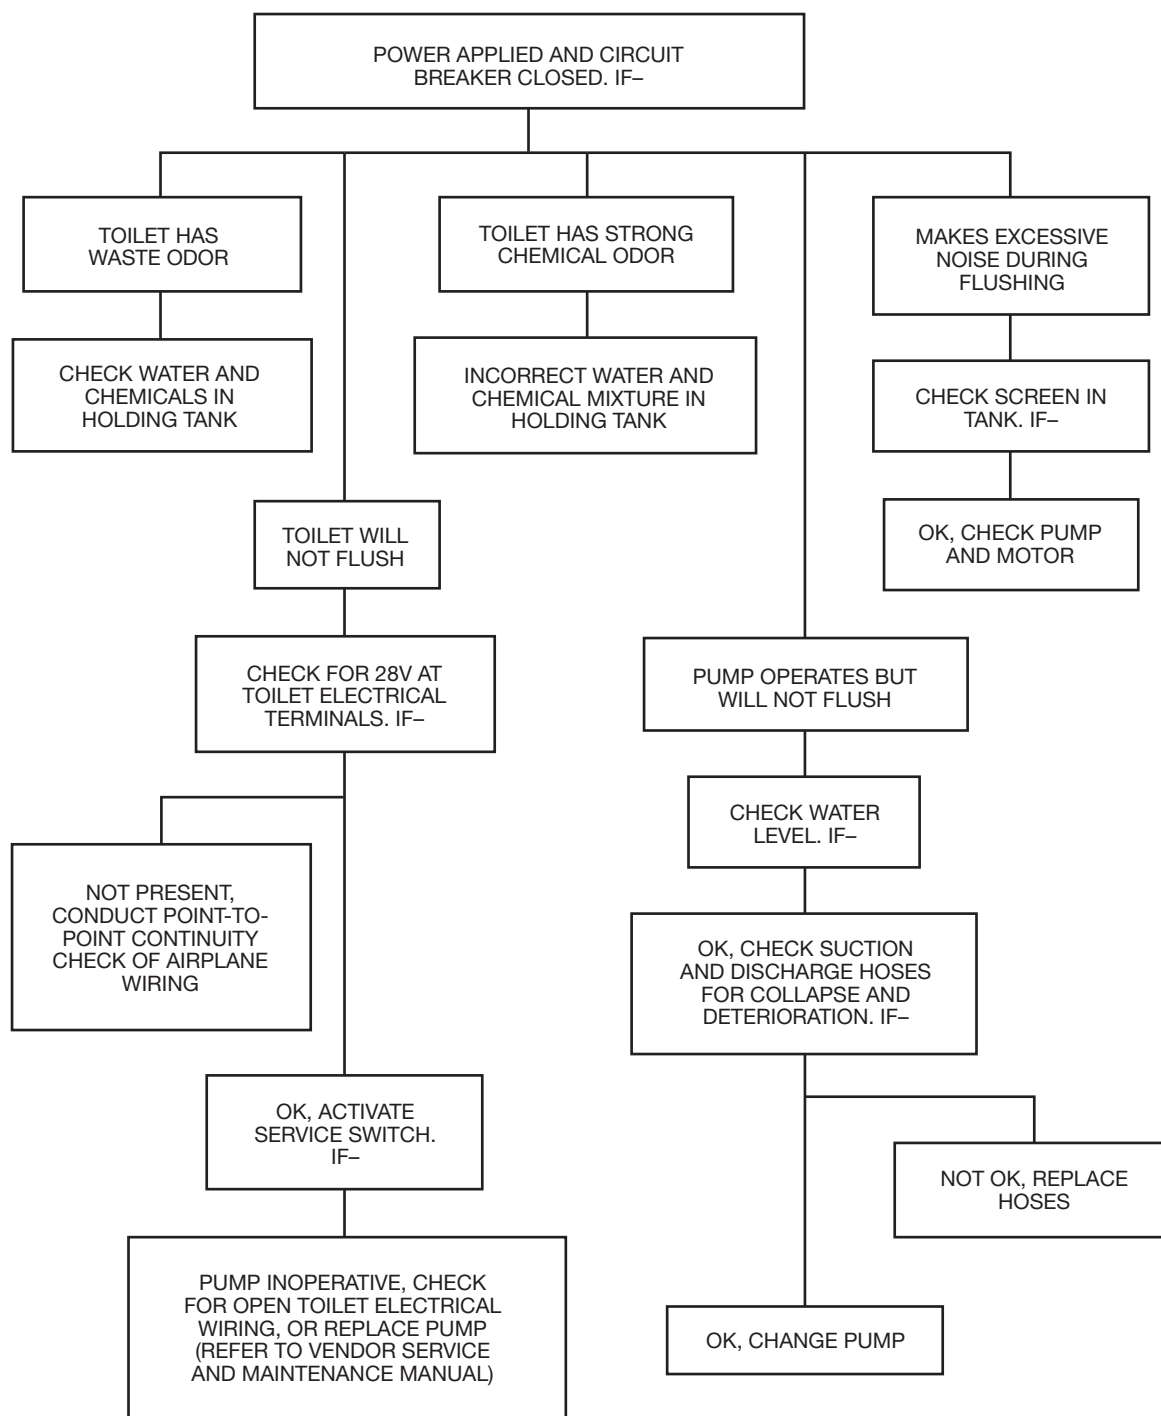 POWER APPLIED AND CIRCUIT
BREAKER CLOSED. IF–
TOILET HAS
WASTE ODOR
TOILET HAS STRONG
CHEMICAL ODOR
MAKES EXCESSIVE
NOISE DURING
FLUSHING
CHECK WATER AND
CHEMICALS IN
HOLDING TANK
INCORRECT WATER AND
CHEMICAL MIXTURE IN
HOLDING TANK
CHECK SCREEN IN
TANK. IF–
OK, CHECK PUMP
AND MOTOR
TOILET WILL
NOT FLUSH
CHECK FOR 28V AT
TOILET ELECTRICAL
TERMINALS. IF–
NOT PRESENT,
CONDUCT POINT-TO-
POINT CONTINUITY
CHECK OF AIRPLANE
WIRING
OK, ACTIVATE
SERVICE SWITCH.
IF–
PUMP INOPERATIVE, CHECK
FOR OPEN TOILET ELECTRICAL
WIRING, OR REPLACE PUMP
(REFER TO VENDOR SERVICE
AND MAINTENANCE MANUAL)
PUMP OPERATES BUT
WILL NOT FLUSH
CHECK WATER
LEVEL. IF–
OK, CHECK SUCTION
AND DISCHARGE HOSES
FOR COLLAPSE AND
DETERIORATION. IF–
NOT OK, REPLACE
HOSES
OK, CHANGE PUMP